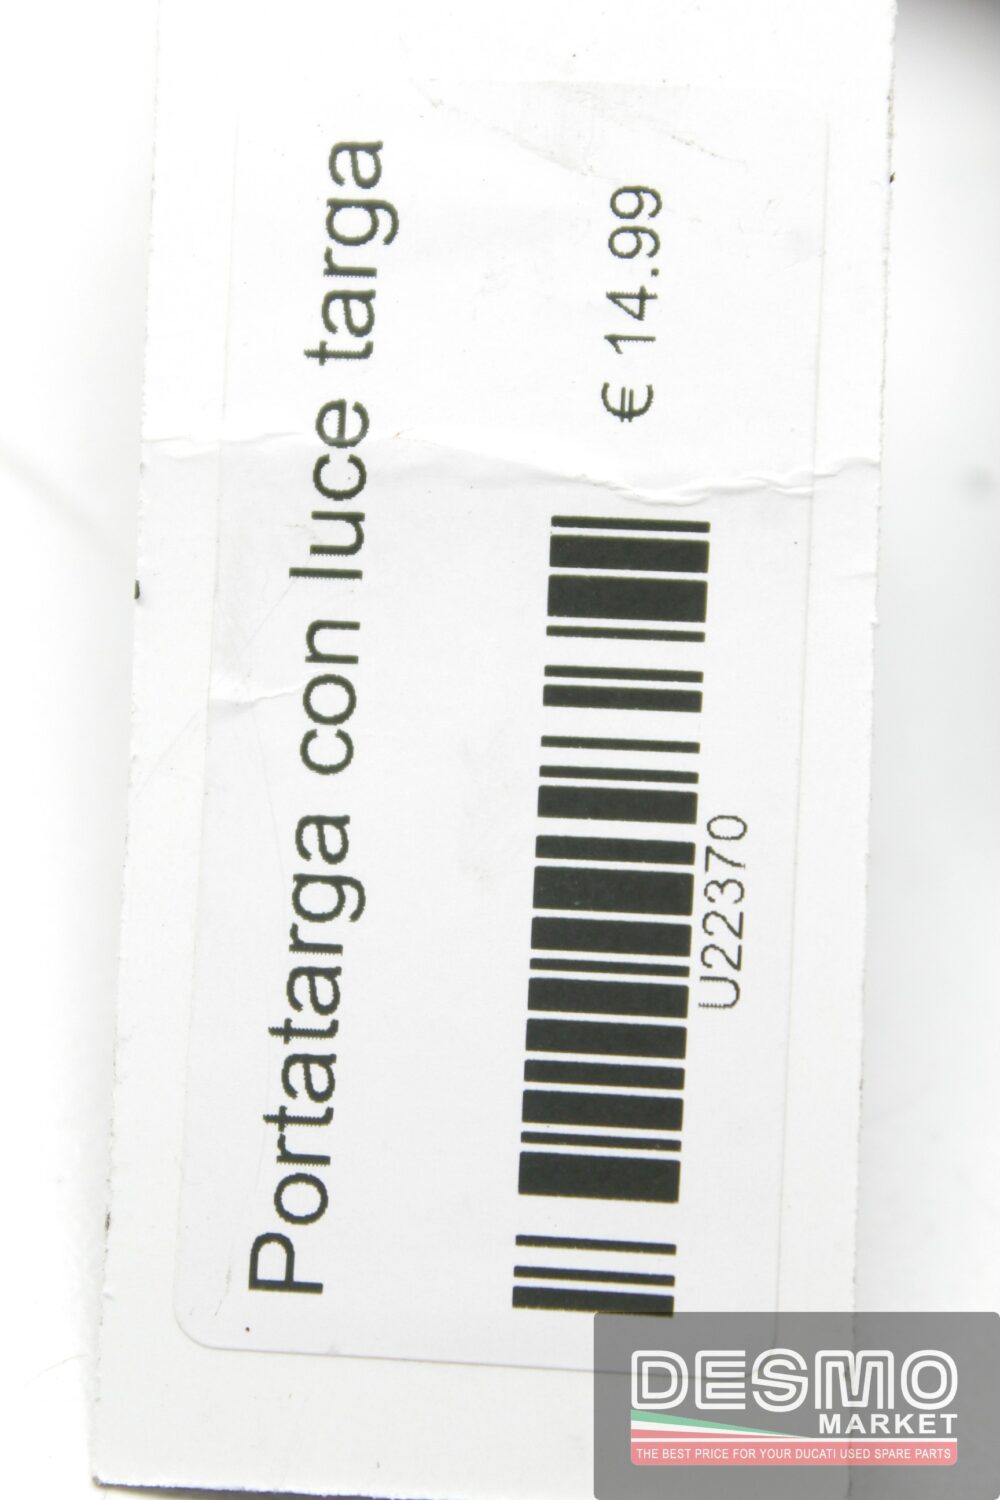 Portatarga con luce targa
€ 14.99
U22370
DESMO
MARKET
THE BEST PRICE FOR YOUR DUCATI USED SPARE PARTS